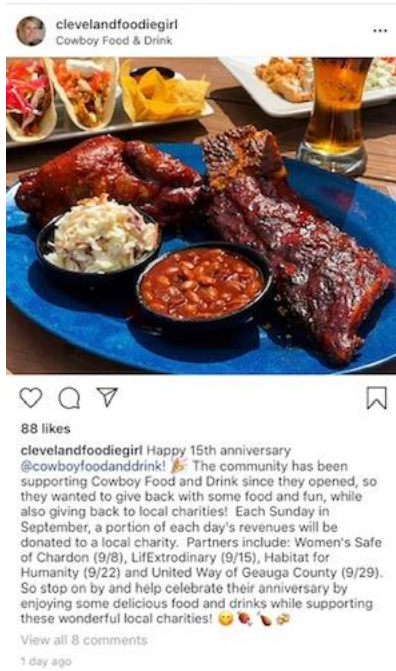 clevelandfoodiegirl
Cowboy Food & Drink
88 likes
clevelandfoodiegirl Happy 15th anniversary
@cowboyfoodanddrink! 🎉 The community has been
supporting Cowboy Food and Drink since they opened, so
they wanted to give back with some food and fun, while
also giving back to local charities!  Each Sunday in
September, a portion of each day's revenues will be
donated to a local charity.  Partners include: Women's Safe
of Chardon (9/8), LifExtrodinary (9/15), Habitat for
Humanity (9/22) and United Way of Geauga County (9/29).
So stop on by and help celebrate their anniversary by
enjoying some delicious food and drinks while supporting
these wonderful local charities! 😋🍖🍗🍻
View all 8 comments
1 day ago